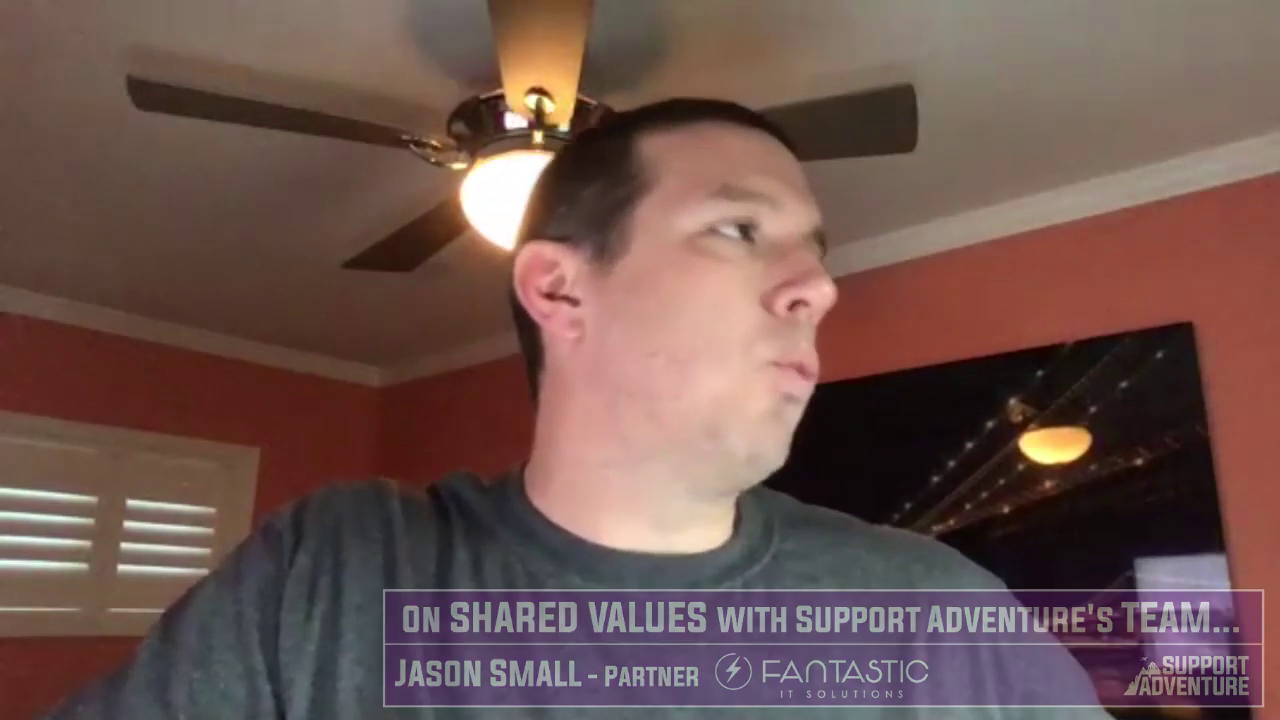 ON SHARED VALUES WITH SUPPORT ADVENTURE'S TEAM...
JASON SMALL - PARTNER FANTASTIC
IT SOLUTIONS
SUPPORT
ADVENTURE